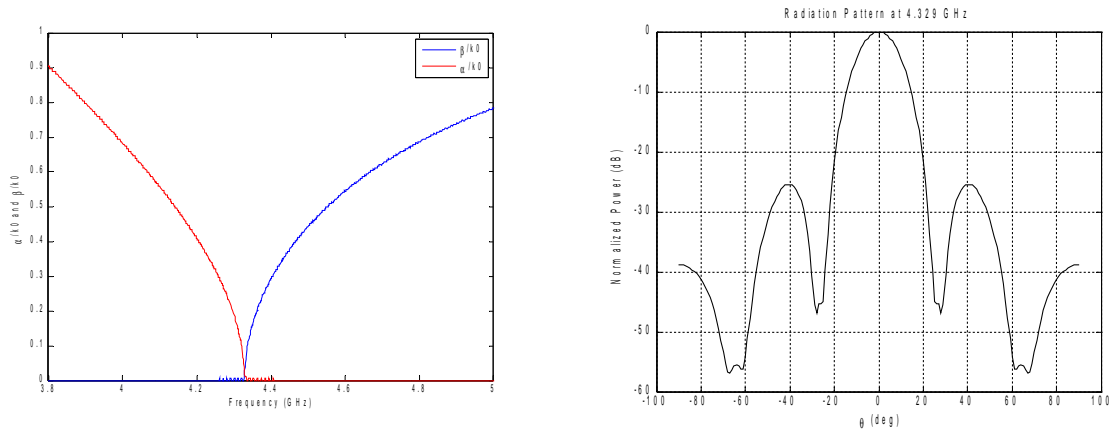 1
0.9
0.8
0.7
0.6
0.5
0.4
0.3
0.2
0.1
0
3.8 4 4.2 4.4 4.6 4.8 5
Frequency (GHz)
α/k0 and β/k0
β/k0
α/k0
Radiation Pattern at 4.329 GHz
0
-10
-20
-30
-40
-50
-60
-100 -80 -60 -40 -20 0 20 40 60 80 100
θ (deg)
Normalized Power (dB)